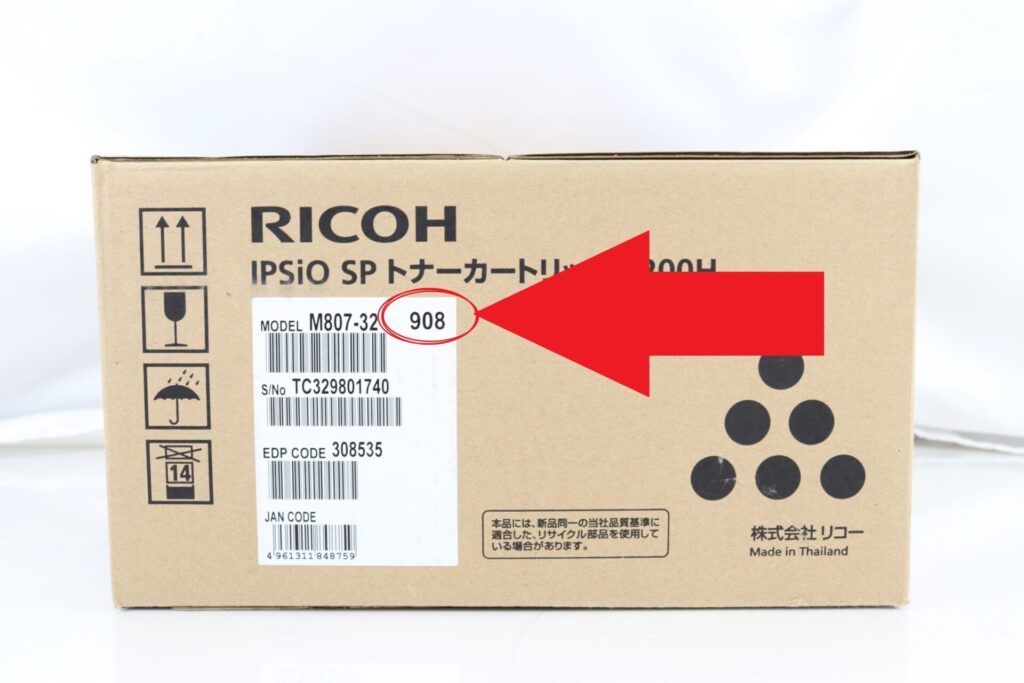 RICOH
IPSiO SP トナーカートリッ
MODEL M807-32 908
S/No TC329801740
EDP CODE 308535
JAN CODE
4961311848759
14
本品には、新品同一の当社品質基準に
適合した、リサイクル部品を使用して
いる場合があります。
株式会社 リコー
Made in Thailand